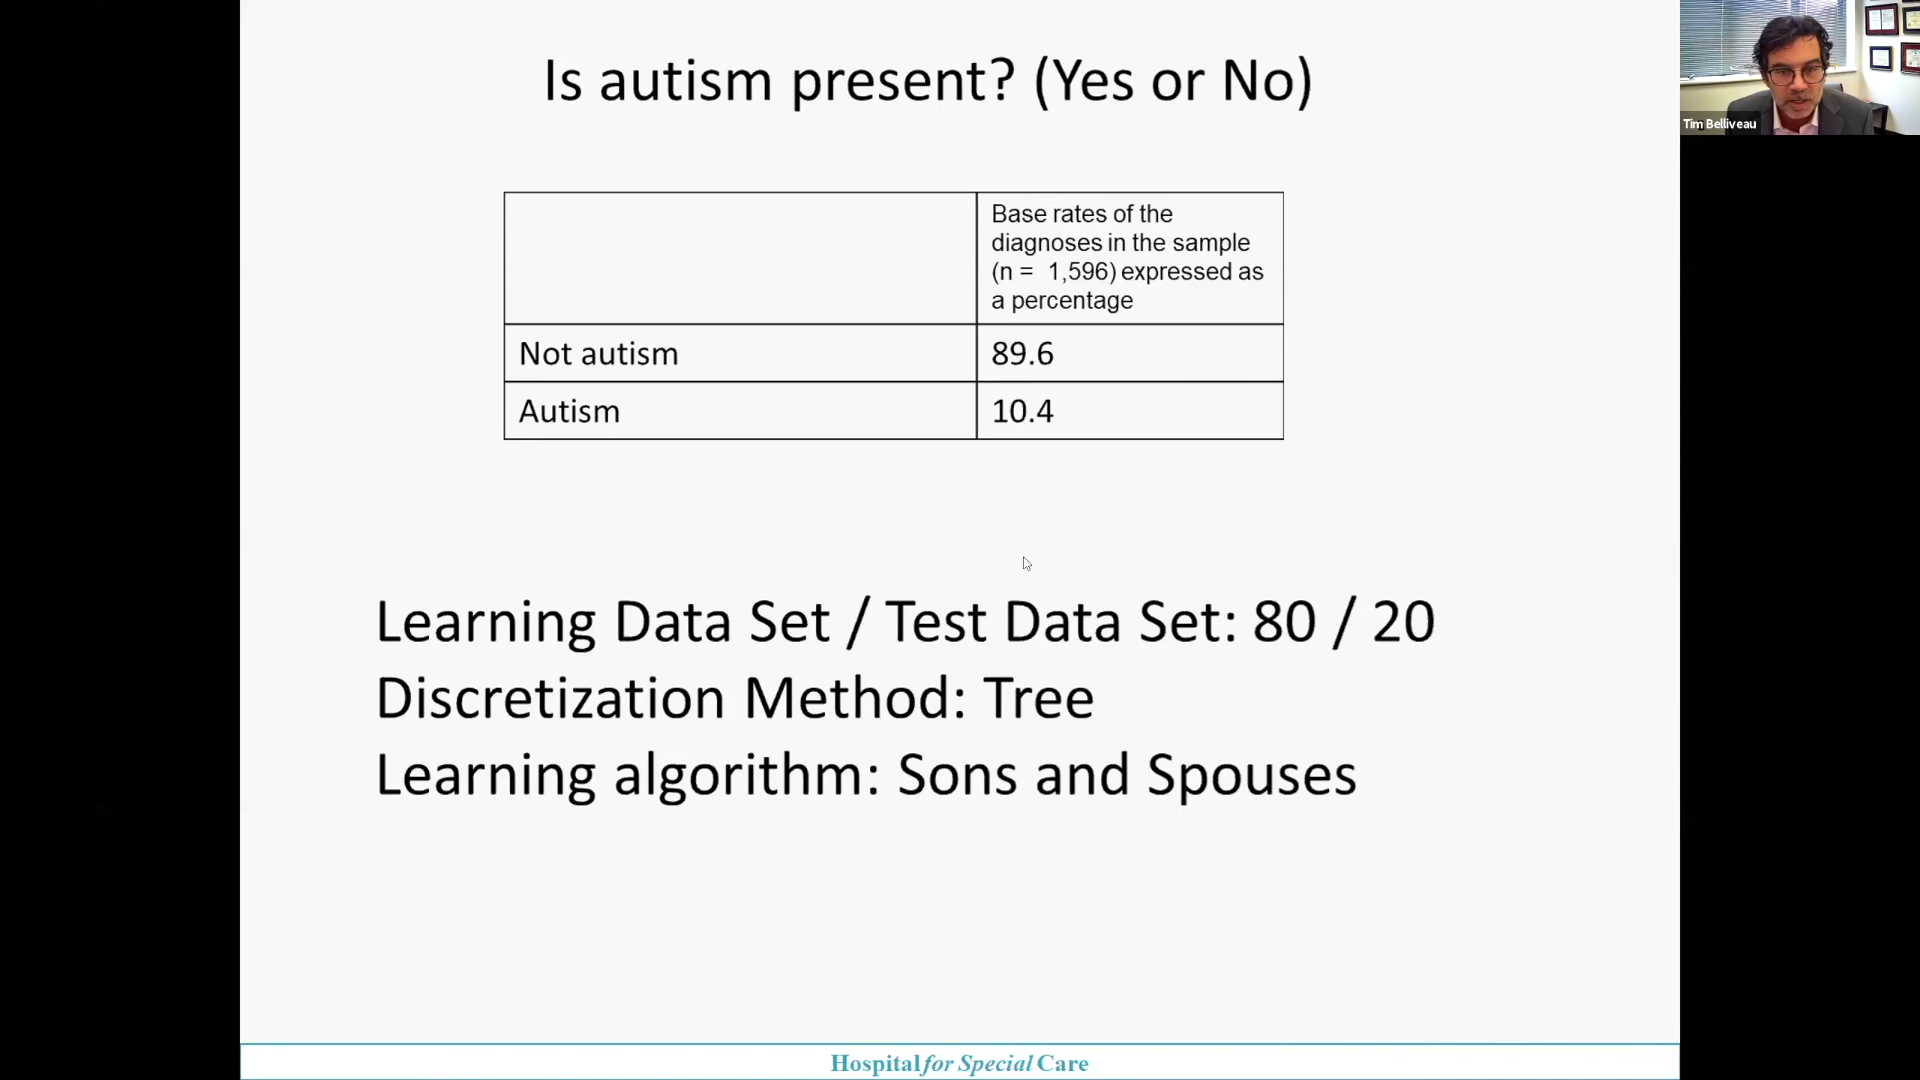 Is autism present? (Yes or No)
Tim Belliveau
Base rates of the
diagnoses in the sample
(n = 1,596) expressed as
a percentage
Not autism 89.6
Autism 10.4
Learning Data Set / Test Data Set: 80 / 20
Discretization Method: Tree
Learning algorithm: Sons and Spouses
Hospital for Special Care